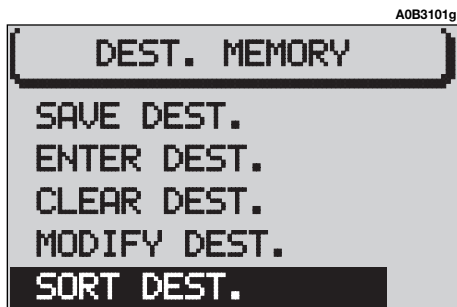 A0B3101g
DEST. MEMORY
SAVE DEST.
ENTER DEST.
CLEAR DEST.
MODIFY DEST.
SORT DEST.